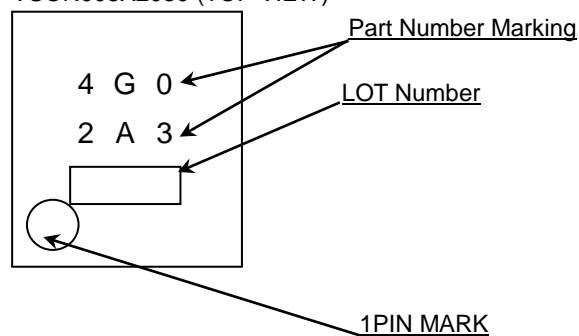 Part Number Marking
4 G 0
LOT Number
2 A 3
1PIN MARK